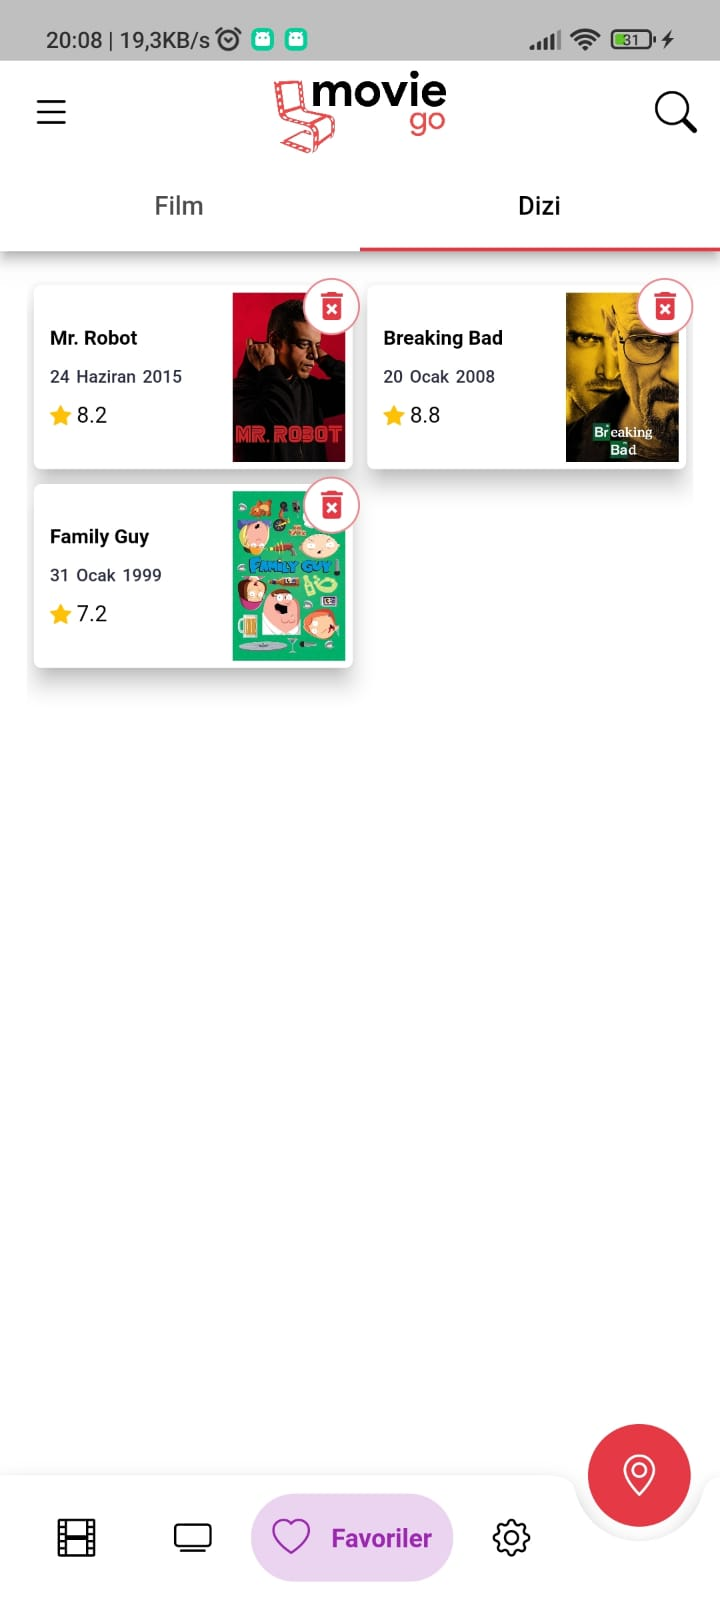 20:08 | 19,3KB/s
31
movie
go
Film
Dizi
Mr. Robot
24 Haziran 2015
8.2
MR. ROBOT
Breaking Bad
20 Ocak 2008
8.8
Breaking
Bad
Family Guy
31 Ocak 1999
7.2
FAMILY GUY
Favoriler